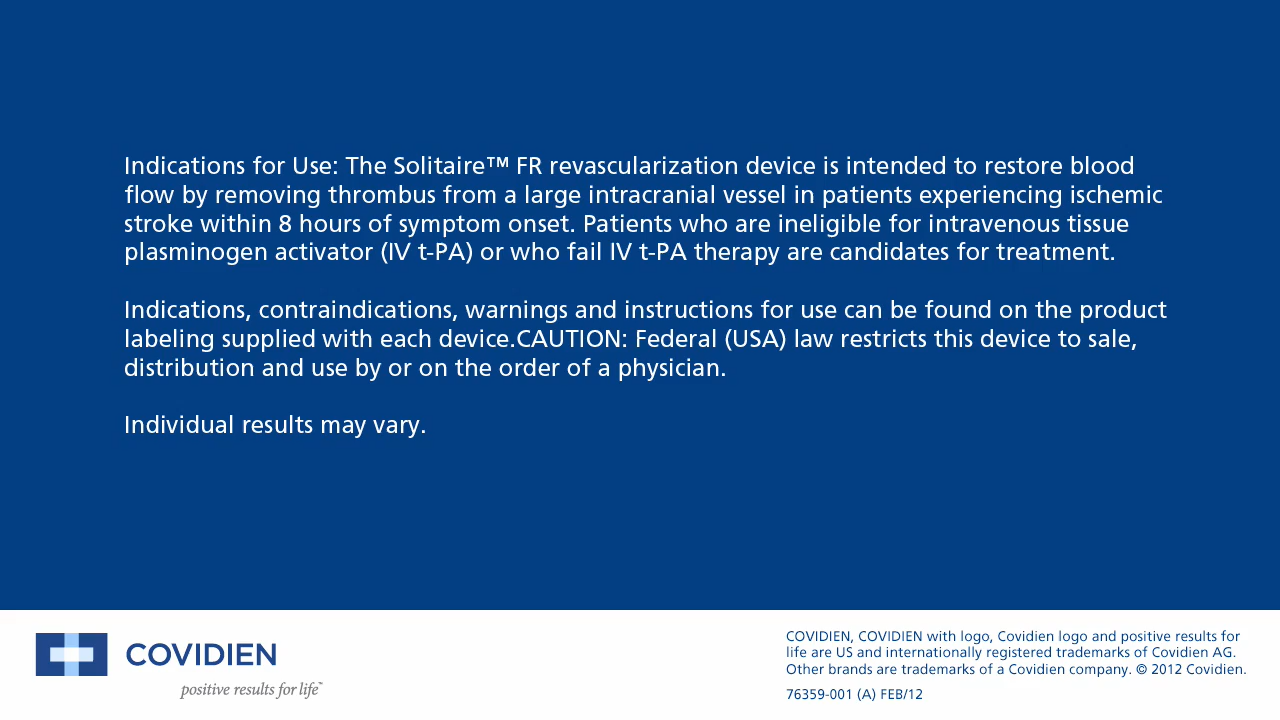 Indications for Use: The Solitaire™ FR revascularization device is intended to restore blood
flow by removing thrombus from a large intracranial vessel in patients experiencing ischemic
stroke within 8 hours of symptom onset. Patients who are ineligible for intravenous tissue
plasminogen activator (IV t-PA) or who fail IV t-PA therapy are candidates for treatment.
Indications, contraindications, warnings and instructions for use can be found on the product
labeling supplied with each device.CAUTION: Federal (USA) law restricts this device to sale,
distribution and use by or on the order of a physician.
Individual results may vary.
COVIDIEN
positive results for life™
COVIDIEN, COVIDIEN with logo, Covidien logo and positive results for
life are US and internationally registered trademarks of Covidien AG.
Other brands are trademarks of a Covidien company. © 2012 Covidien.
76359-001 (A) FEB/12